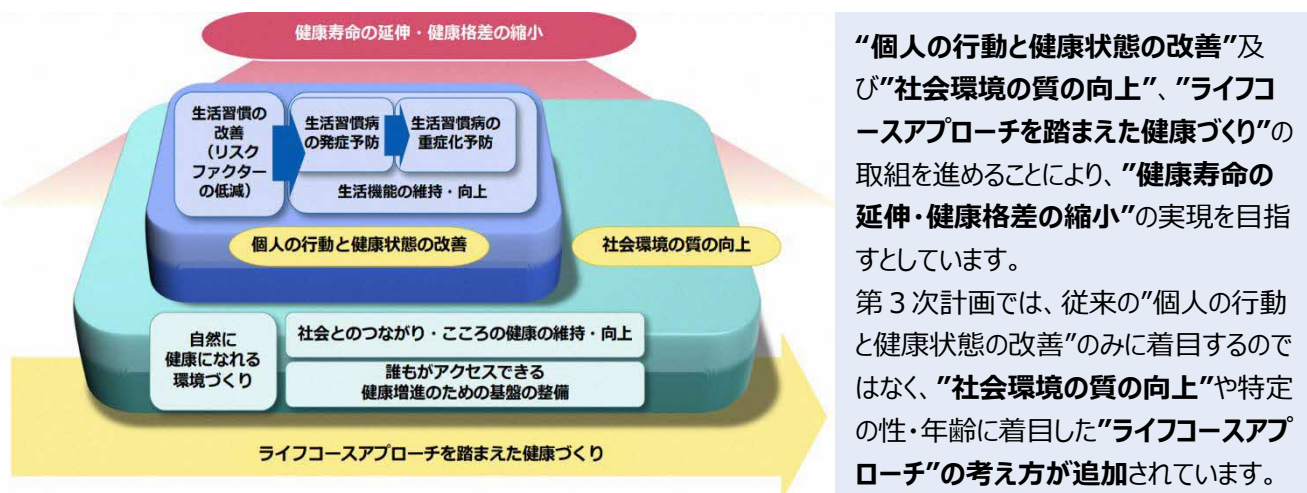 健康寿命の延伸・健康格差の縮小
生活習慣の
改善
（リスク
ファクター
の低減）
生活習慣病
の発症予防
生活習慣病の
重症化予防
生活機能の維持・向上
個人の行動と健康状態の改善
社会環境の質の向上
自然に
健康になれる
環境づくり
社会とのつながり・こころの健康の維持・向上
誰もがアクセスできる
健康増進のための基盤の整備
ライフコースアプローチを踏まえた健康づくり
“個人の行動と健康状態の改善”及
び”社会環境の質の向上”、”ライフコ
ースアプローチを踏まえた健康づくり”の
取組を進めることにより、”健康寿命の
延伸・健康格差の縮小”の実現を目指
すとしています。
第３次計画では、従来の”個人の行動
と健康状態の改善”のみに着目するので
はなく、”社会環境の質の向上”や特定
の性・年齢に着目した”ライフコースアプ
ローチ”の考え方が追加されています。